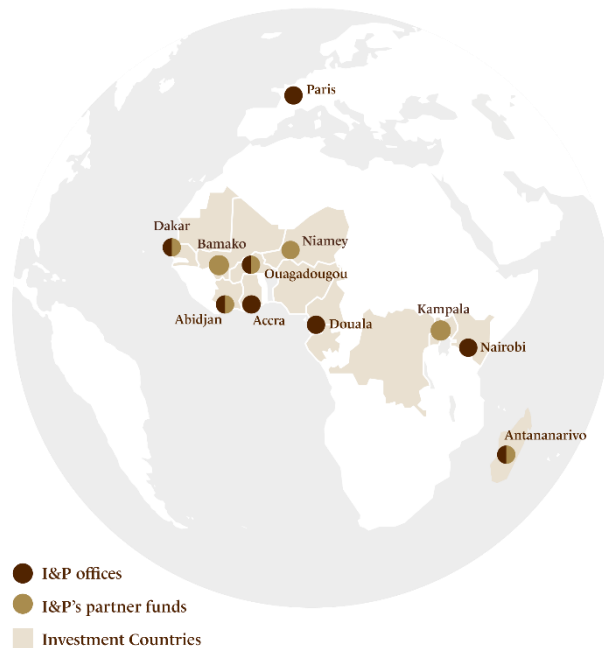 Paris
Dakar
Bamako
Niamey
Ouagadougou
Abidjan
Accra
Douala
Kampala
Nairobi
Antananarivo
I&P offices
I&P's partner funds
Investment Countries